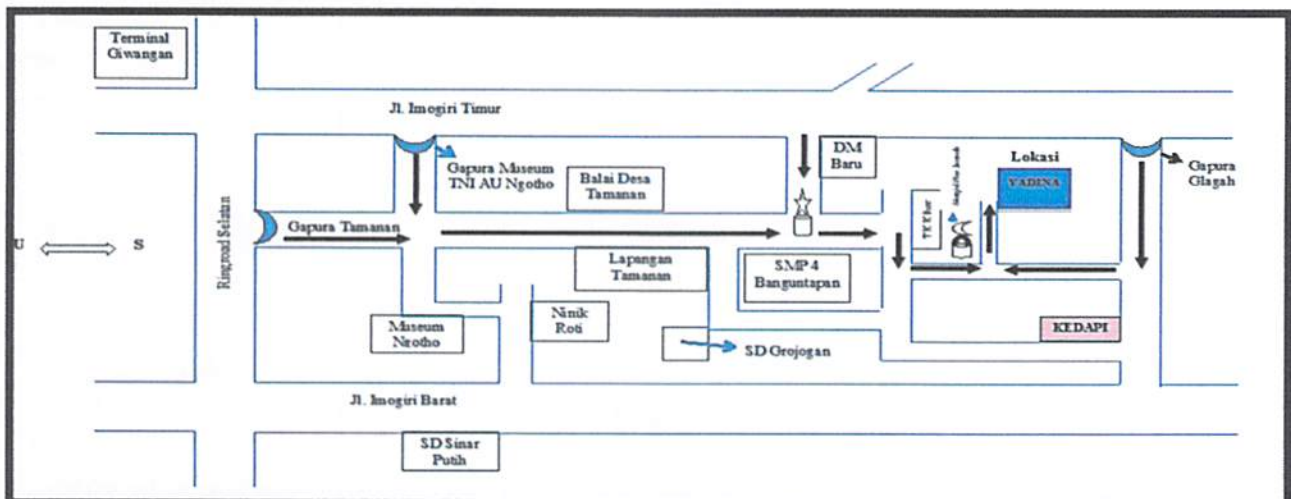 Terminal
Giwangan
Jl. Imogiri Timur
Gapura Museum
TNI AU Ngotho
Balai Desa
Tamanan
DM
Baru
Lokasi
YADINA
Gapura
Glagah
U
S
Ringroad Selatan
Gapura Tamanan
Lapangan
Tamanan
SMP 4
Banguntapan
Museum
Ngotho
Ninik
Roti
SD Grojogan
KEDAPI
Jl. Imogiri Barat
SD Sinar
Putih